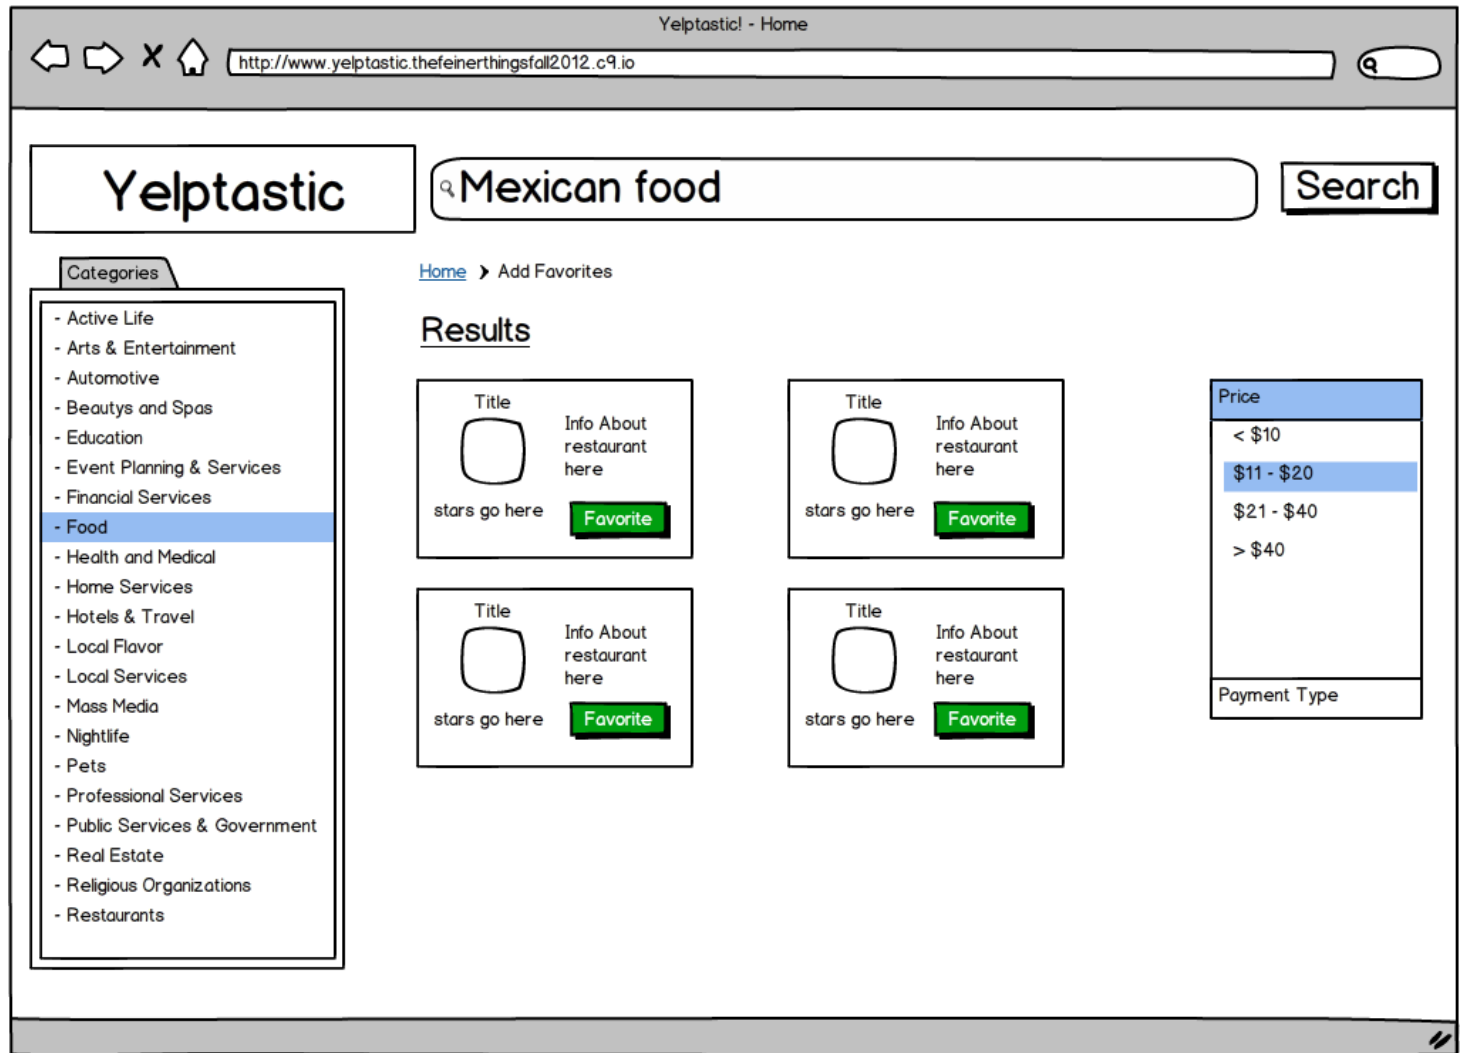 Yelptastic! - Home
http://www.yelptastic.thefeinerthingsfall2012.c9.io
Yelptastic
Mexican food
Search
Categories
- Active Life
- Arts & Entertainment
- Automotive
- Beautys and Spas
- Education
- Event Planning & Services
- Financial Services
- Food
- Health and Medical
- Home Services
- Hotels & Travel
- Local Flavor
- Local Services
- Mass Media
- Nightlife
- Pets
- Professional Services
- Public Services & Government
- Real Estate
- Religious Organizations
- Restaurants
Home > Add Favorites
Results
Title
Info About
restaurant
here
stars go here
Favorite
Title
Info About
restaurant
here
stars go here
Favorite
Title
Info About
restaurant
here
stars go here
Favorite
Title
Info About
restaurant
here
stars go here
Favorite
Price
< $10
$11 - $20
$21 - $40
> $40
Payment Type